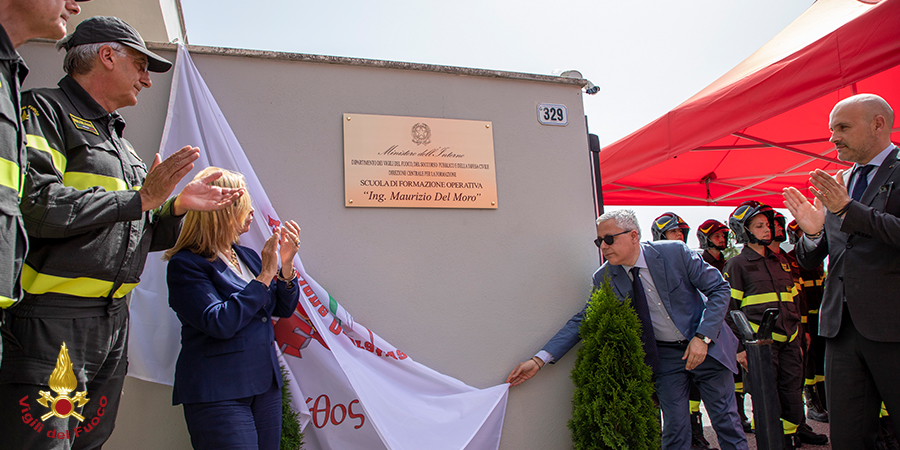 329
Ministero dell'Interno
DIPARTIMENTO DEI VIGILI DEL FUOCO, DEL SOCCORSO PUBBLICO E DELLA DIFESA CIVILE
DIREZIONE CENTRALE PER LA FORMAZIONE
SCUOLA DI FORMAZIONE OPERATIVA
"Ing. Maurizio Del Moro"
Vigili del Fuoco